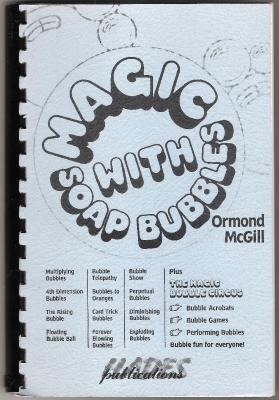 MAGIC
WITH
SOAP BUBBLES
Ormond
McGill
Multiplying
Bubbles
4th Dimension
Bubbles
The Rising
Bubble
Floating
Bubble Ball
Bubble
Telepathy
Bubbles to
Oranges
Card Trick
Bubbles
Forever
Blowing
Bubbles
Bubble
Show
Perpetual
Bubbles
Diminishing
Bubbles
Exploding
Bubbles
Plus
THE MAGIC
BUBBLE CIRCUS
Bubble Acrobats
Bubble Games
Performing Bubbles
Bubble fun for everyone!
HADES
publications